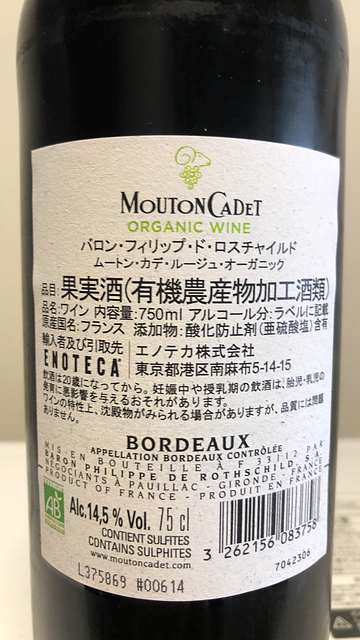 MOUTON CADET
ORGANIC WINE
バロン・フィリップ・ド・ロスチャイルド
ムートン・カデ・ルージュ・オーガニック
品目:果実酒(有機農産物加工酒類)
品名:ワイン 内容量:750ml アルコール分:ラベルに記載
原産国名:フランス 添加物:酸化防止剤(亜硫酸塩)含有
輸入者及び引取先 エノテカ株式会社
ENOTECA 東京都港区南麻布5-14-15
飲酒は20歳になってから。妊娠中や授乳期の飲酒は、胎児・乳児の
発育に悪影響を与えるおそれがあります。
ワインの特性上、沈殿物がみられる場合がありますが、品質には問題
ありません。
BORDEAUX
APPELLATION BORDEAUX CONTRÔLÉE
MIS EN BOUTEILLE À F 33112 PAR
BARON PHILIPPE DE ROTHSCHILD, S.A.
NÉGOCIANTS À PAUILLAC - GIRONDE - FRANCE
PRODUCT OF FRANCE - PRODUIT EN FRANCE
AB
Alc.14,5 % Vol. 75 cl
CONTIENT SULFITES
CONTAINS SULPHITES
www.moutoncadet.com
3 262156 083758
7042306
L375869 #00614